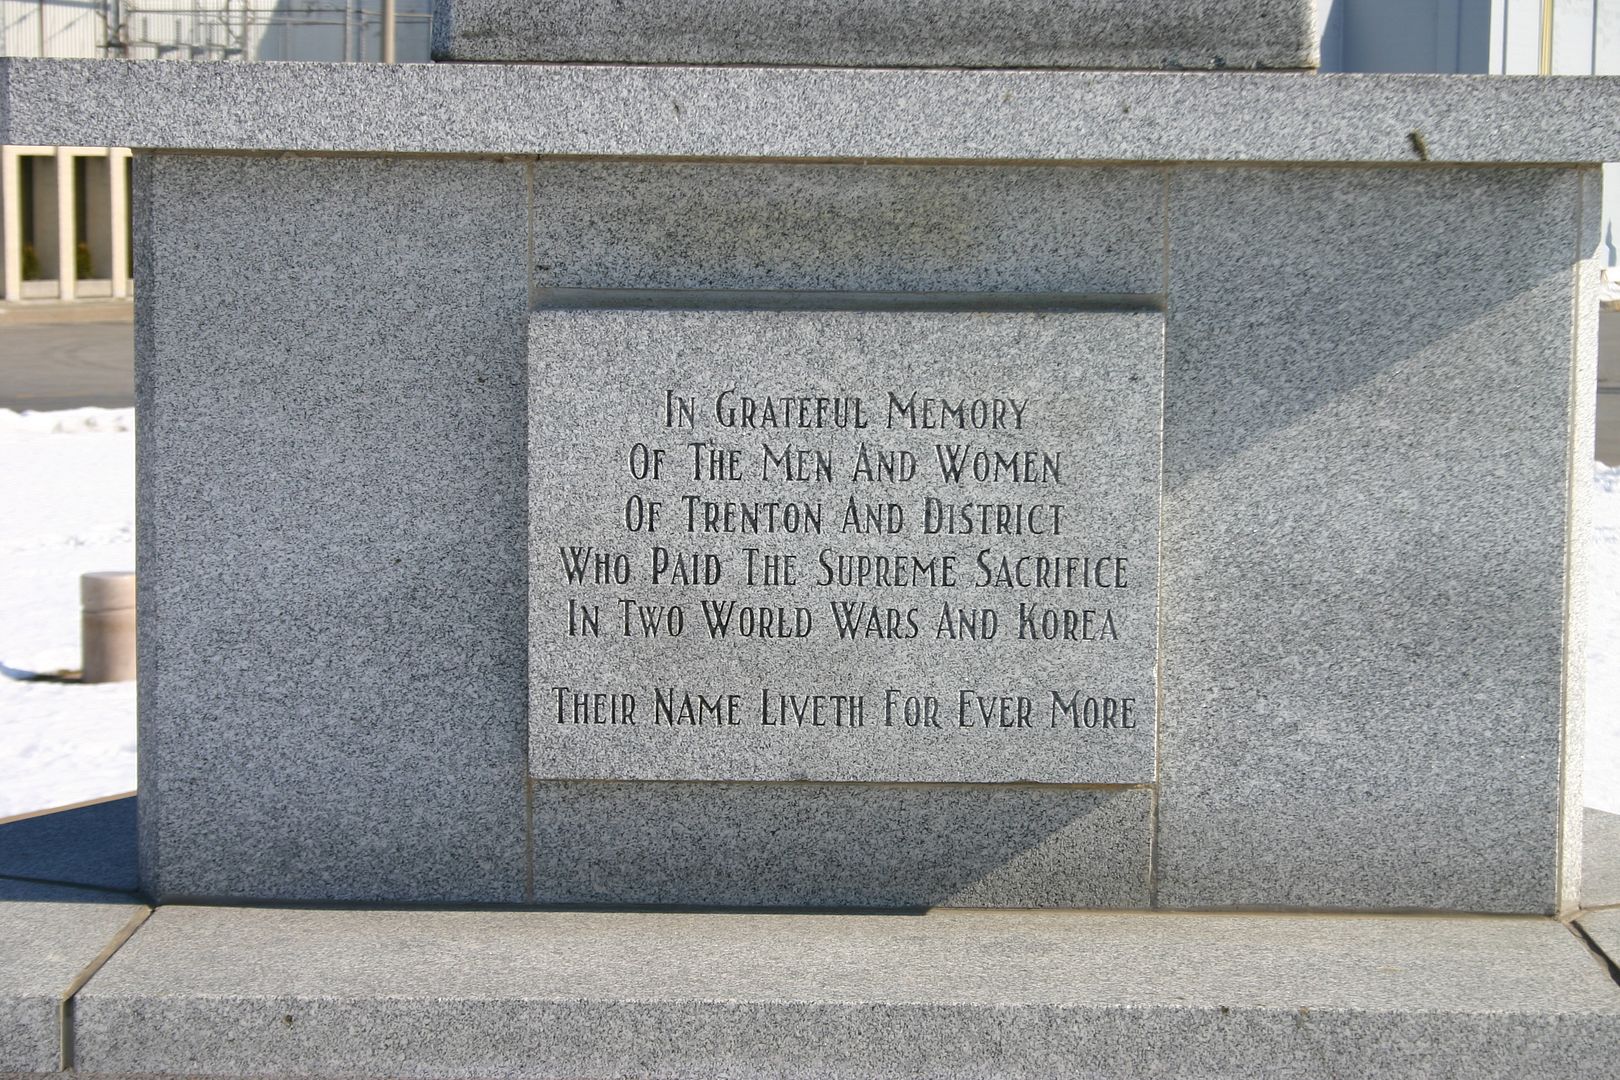 In Grateful Memory
Of The Men And Women
Of Trenton And District
Who Paid The Supreme Sacrifice
In Two World Wars And Korea
Their Name Liveth For Ever More